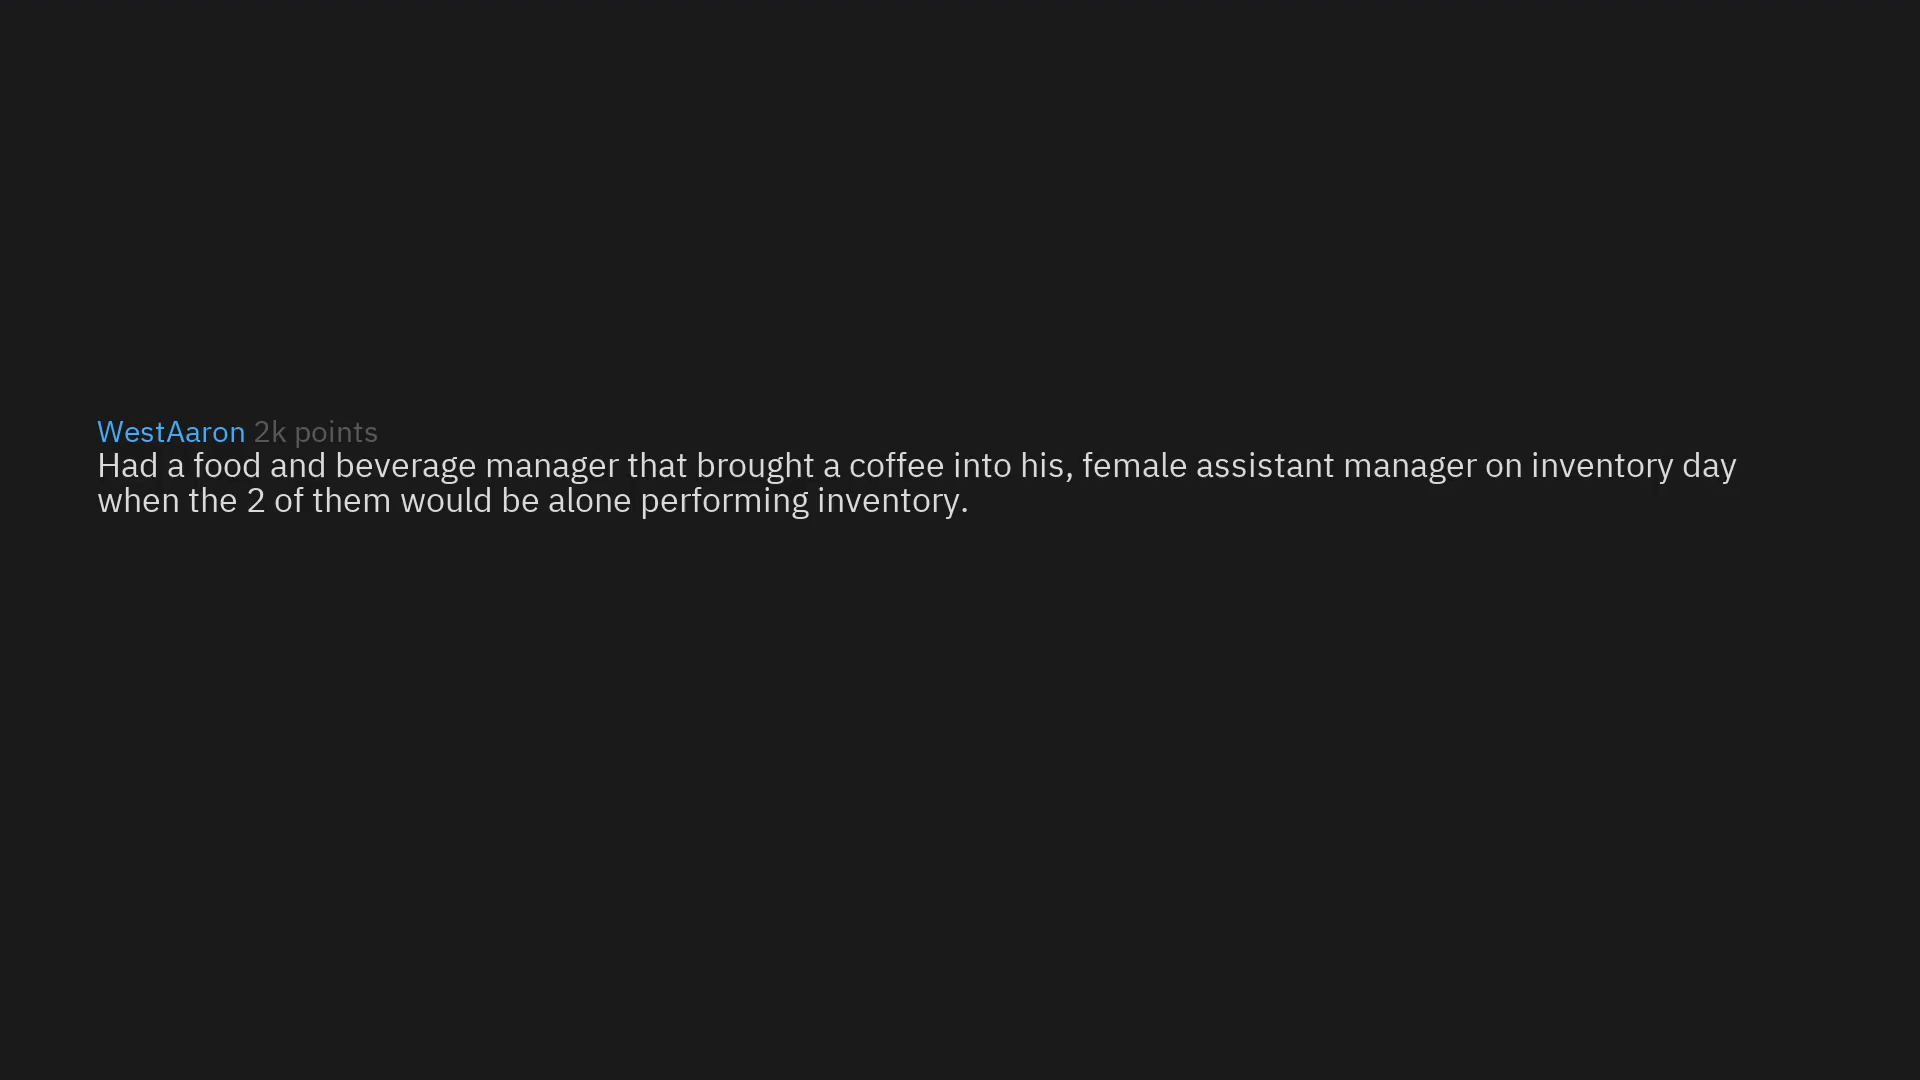 WestAaron 2k points
Had a food and beverage manager that brought a coffee into his, female assistant manager on inventory day
when the 2 of them would be alone performing inventory.